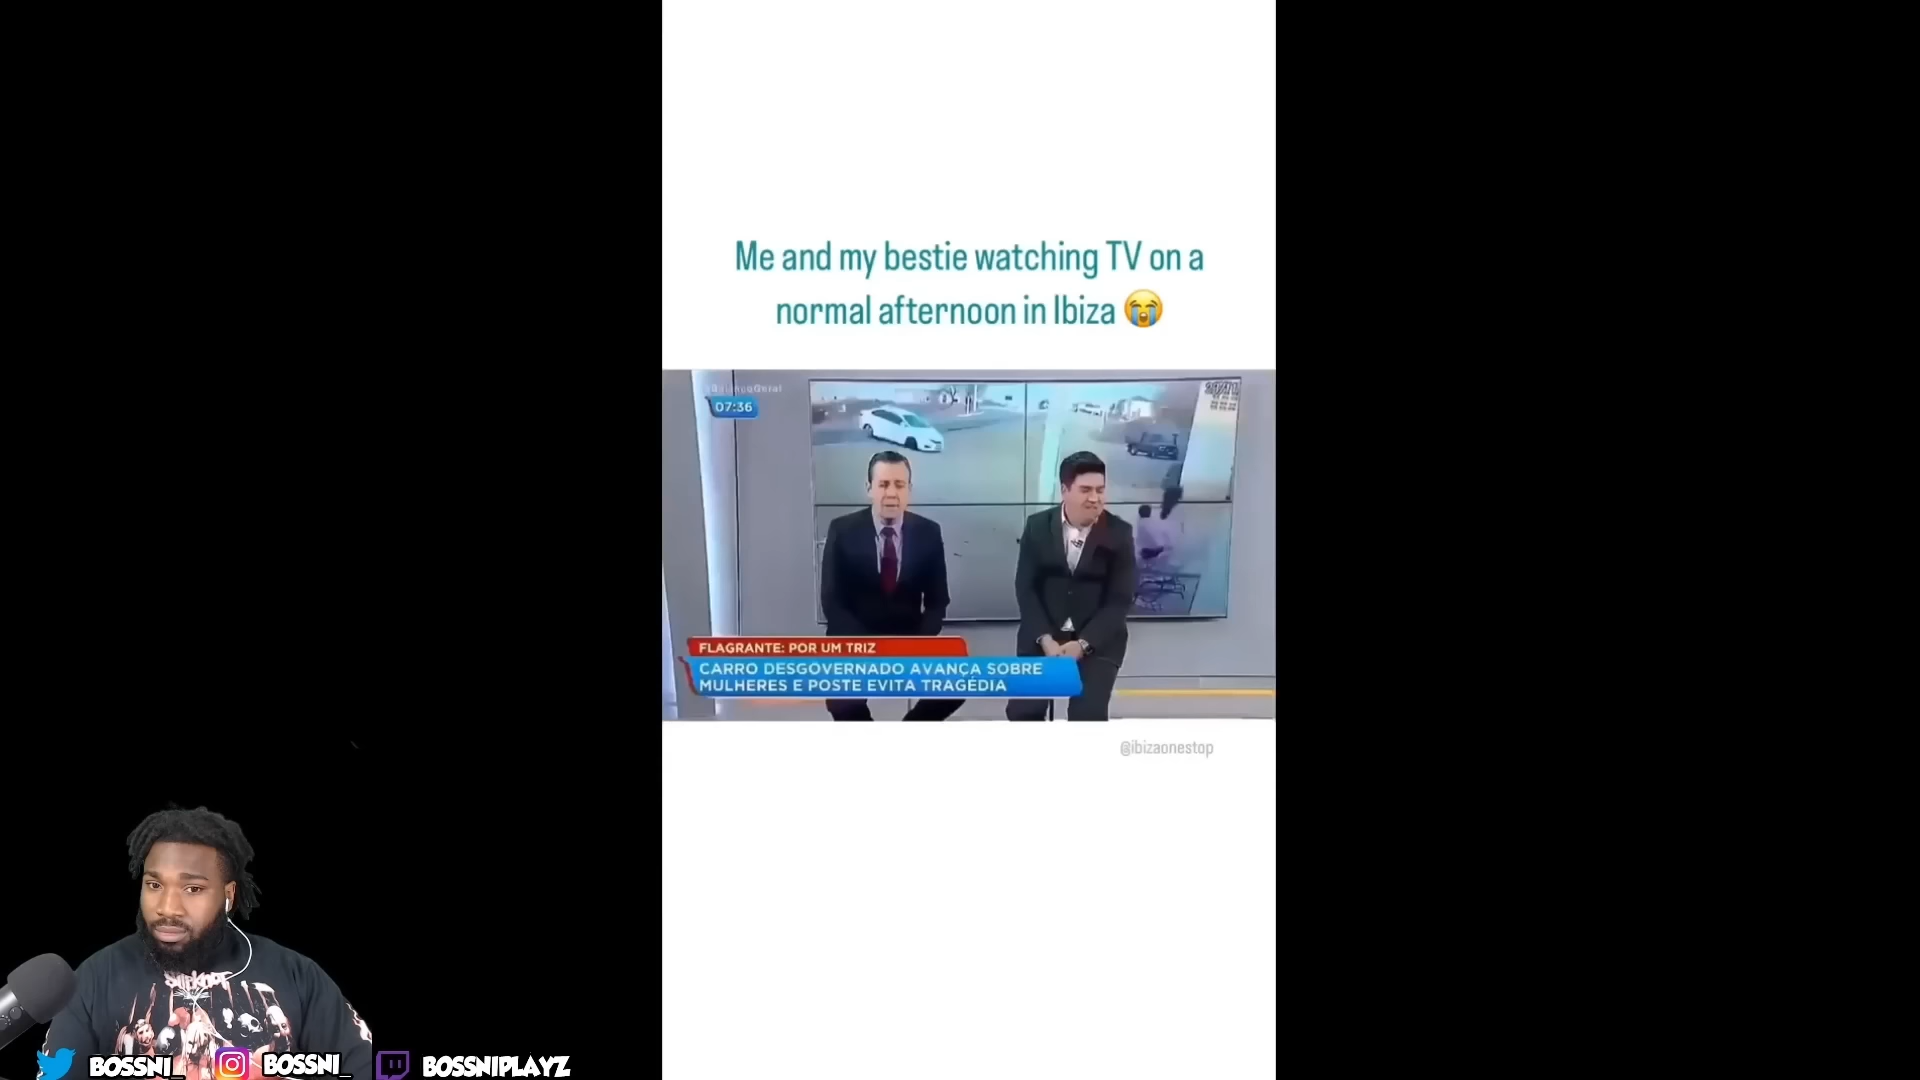 Me and my bestie watching TV on a
normal afternoon in Ibiza 😭
07:36
FLAGRANTE: POR UM TRIZ
CARRO DESGOVERNADO AVANÇA SOBRE
MULHERES E POSTE EVITA TRAGÉDIA
@ibizaonestop
SLIPKNOT
BOSSNI_
BOSSNI_
BOSSNIPLAYZ